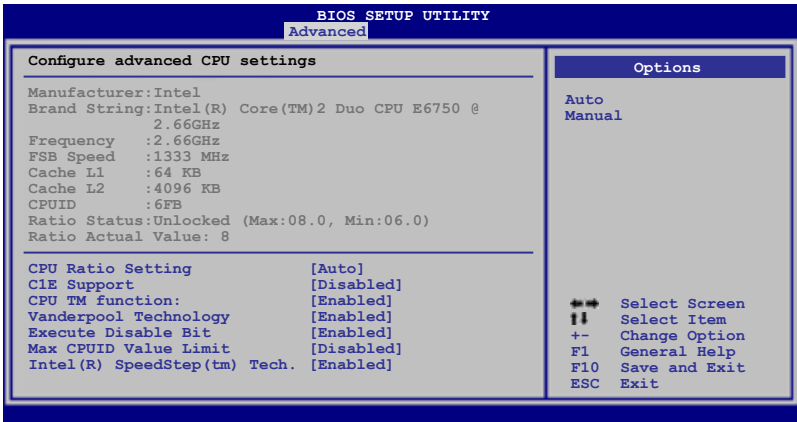 BIOS SETUP UTILITY
Advanced
Configure advanced CPU settings
Manufacturer:Intel
Brand String:Intel(R) Core(TM)2 Duo CPU E6750 @
2.66GHz
Frequency :2.66GHz
FSB Speed :1333 MHz
Cache L1 :64 KB
Cache L2 :4096 KB
CPUID :6FB
Ratio Status:Unlocked (Max:08.0, Min:06.0)
Ratio Actual Value: 8
CPU Ratio Setting [Auto]
C1E Support [Disabled]
CPU TM function: [Enabled]
Vanderpool Technology [Enabled]
Execute Disable Bit [Enabled]
Max CPUID Value Limit [Disabled]
Intel(R) SpeedStep(tm) Tech. [Enabled]
Options
Auto
Manual
Select Screen
Select Item
+- Change Option
F1 General Help
F10 Save and Exit
ESC Exit